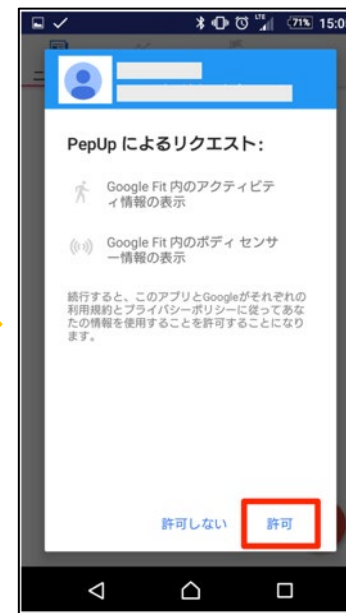 LTE 71% 15:0
PepUp によるリクエスト:
Google Fit 内のアクティビテ
ィ情報の表示
Google Fit 内のボディ センサ
ー情報の表示
続行すると、このアプリとGoogleがそれぞれの
利用規約とプライバシーポリシーに従ってあな
たの情報を使用することを許可することになり
ます。
許可しない 許可